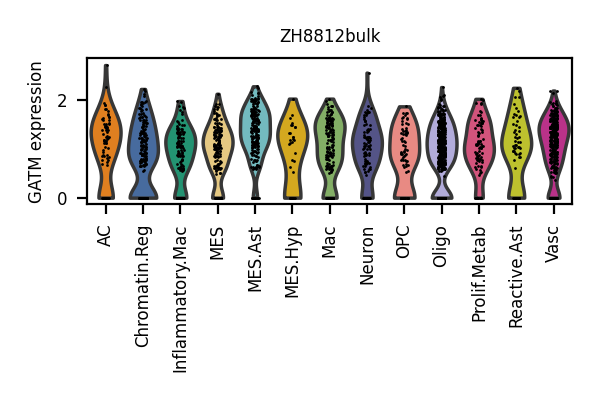 ZH8812bulk
GATM expression
2
0
AC
Chromatin.Reg
Inflammatory.Mac
MES
MES.Ast
MES.Hyp
Mac
Neuron
OPC
Oligo
Prolif.Metab
Reactive.Ast
Vasc